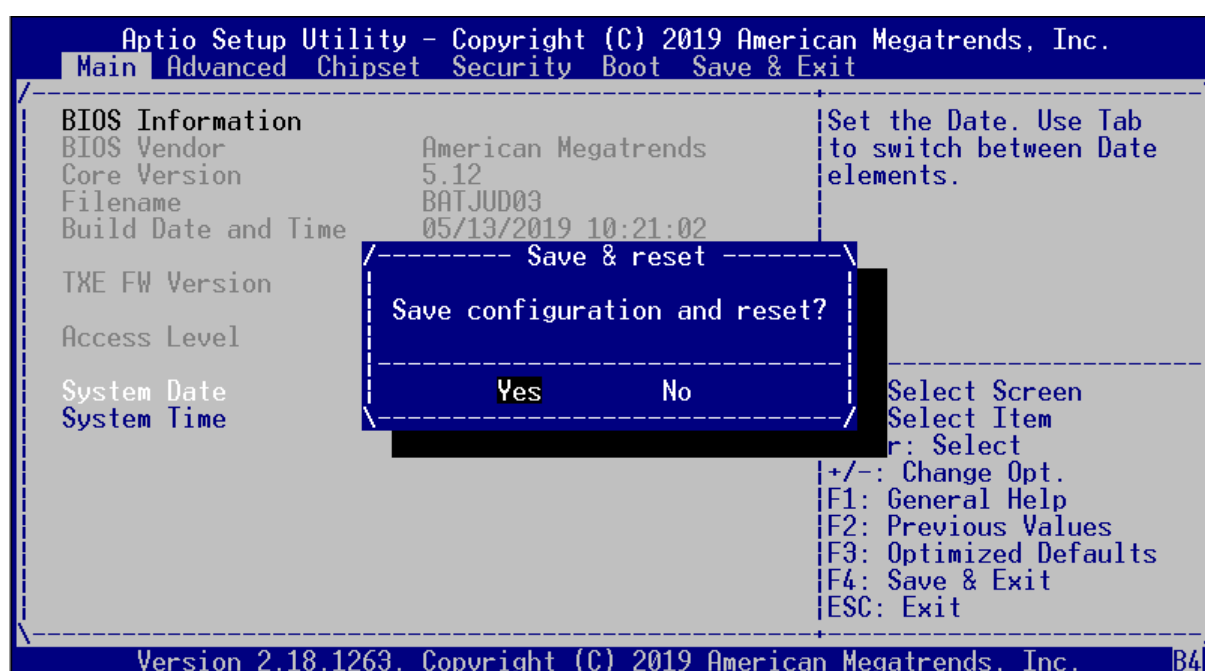 Aptio Setup Utility - Copyright (C) 2019 American Megatrends, Inc.
Main Advanced Chipset Security Boot Save & Exit
BIOS Information
BIOS Vendor American Megatrends
Core Version 5.12
Filename BATJUD03
Build Date and Time 05/13/2019 10:21:02
TXE FW Version
Access Level
System Date
System Time
Save & reset
Save configuration and reset?
Yes No
Set the Date. Use Tab
to switch between Date
elements.
Select Screen
Select Item
r: Select
+/-: Change Opt.
F1: General Help
F2: Previous Values
F3: Optimized Defaults
F4: Save & Exit
ESC: Exit
Version 2.18.1263. Copyright (C) 2019 American Megatrends, Inc.
B4